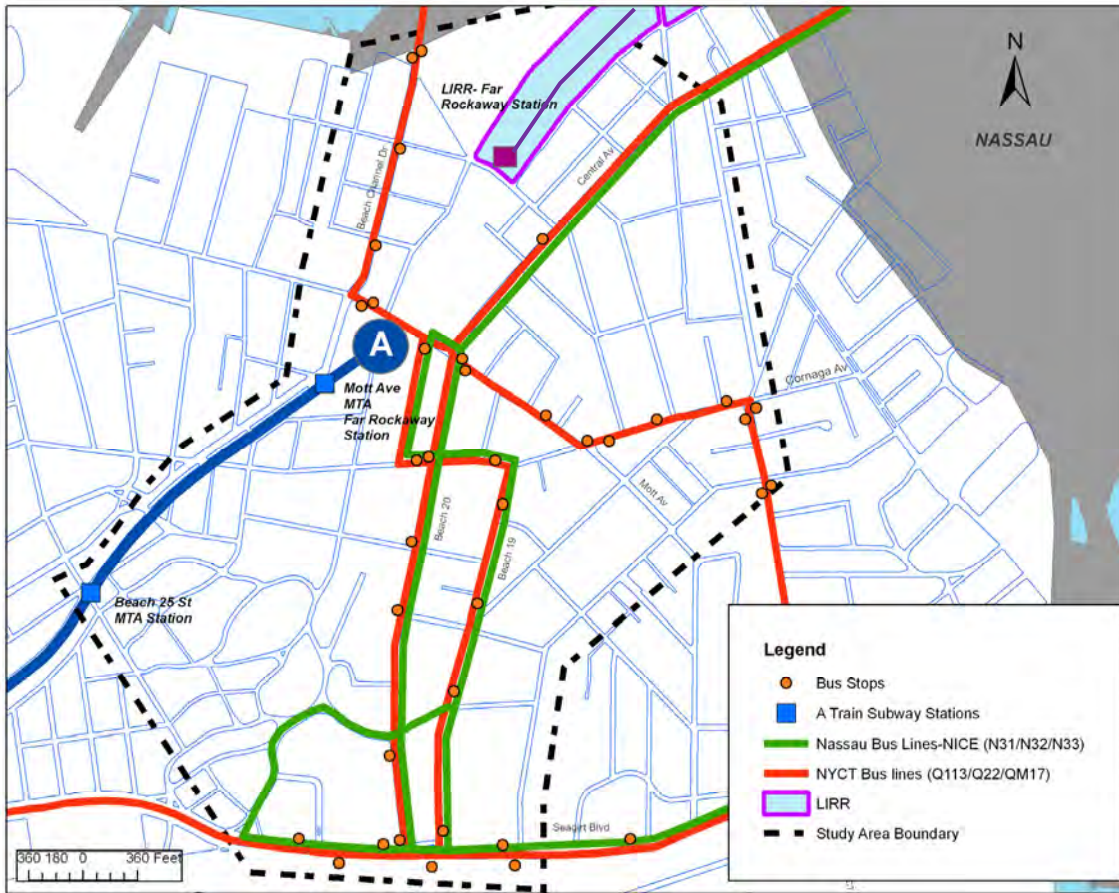 N
NASSAU
LIRR- Far
Rockaway Station
Central Av
Beach Channel Dr
A
Mott Ave
MTA
Far Rockaway
Station
Cornaga Av
Mott Av
Beach 20
Beach 19
Beach 25 St
MTA Station
Seagirt Blvd
360 180 0 360 Feet
Legend
Bus Stops
A Train Subway Stations
Nassau Bus Lines-NICE (N31/N32/N33)
NYCT Bus lines (Q113/Q22/QM17)
LIRR
Study Area Boundary